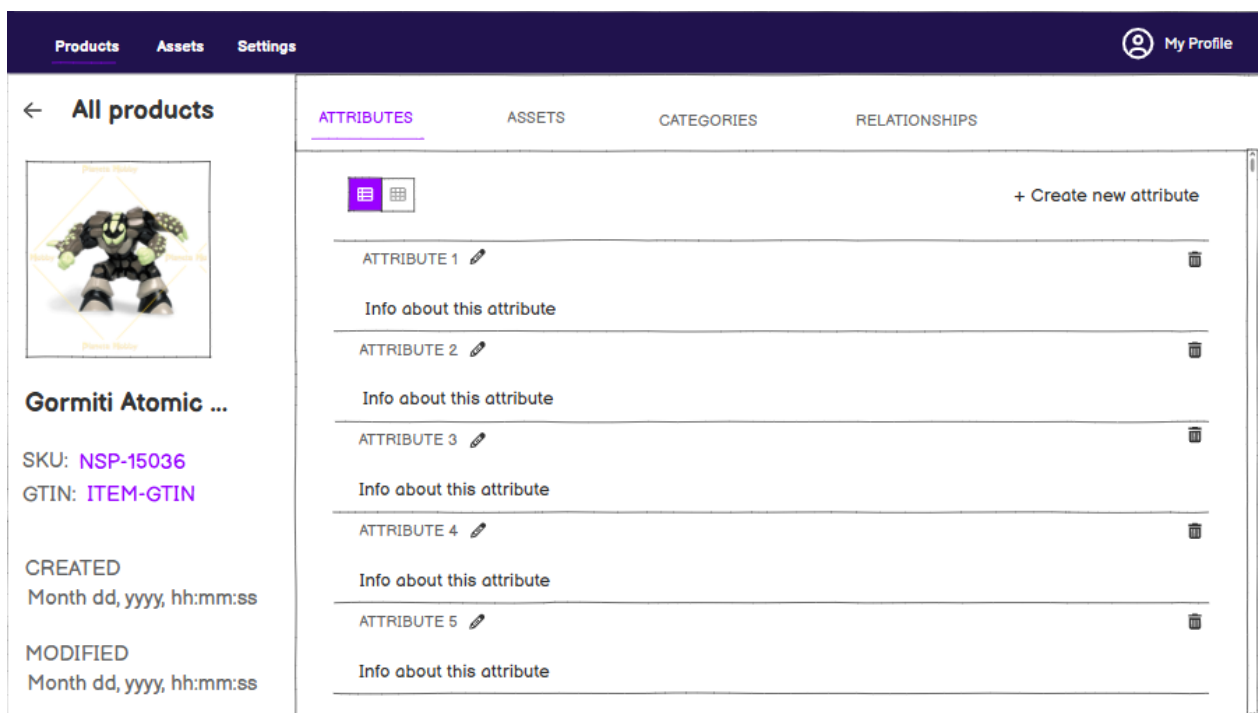 Products Assets Settings My Profile
All products
Gormiti Atomic ...
SKU: NSP-15036
GTIN: ITEM-GTIN
CREATED
Month dd, yyyy, hh:mm:ss
MODIFIED
Month dd, yyyy, hh:mm:ss
ATTRIBUTES ASSETS CATEGORIES RELATIONSHIPS
+ Create new attribute
ATTRIBUTE 1
Info about this attribute
ATTRIBUTE 2
Info about this attribute
ATTRIBUTE 3
Info about this attribute
ATTRIBUTE 4
Info about this attribute
ATTRIBUTE 5
Info about this attribute